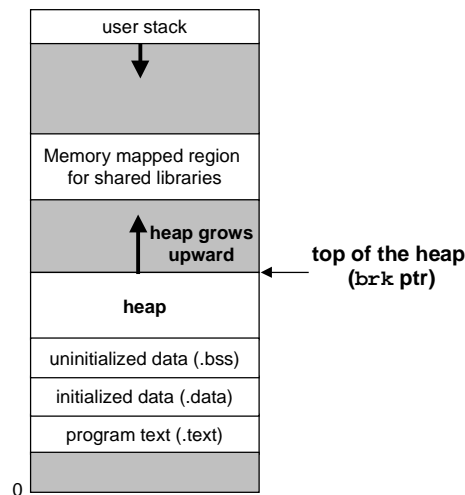 user stack
Memory mapped region
for shared libraries
heap grows
upward
top of the heap
(brk ptr)
heap
uninitialized data (.bss)
initialized data (.data)
program text (.text)
0